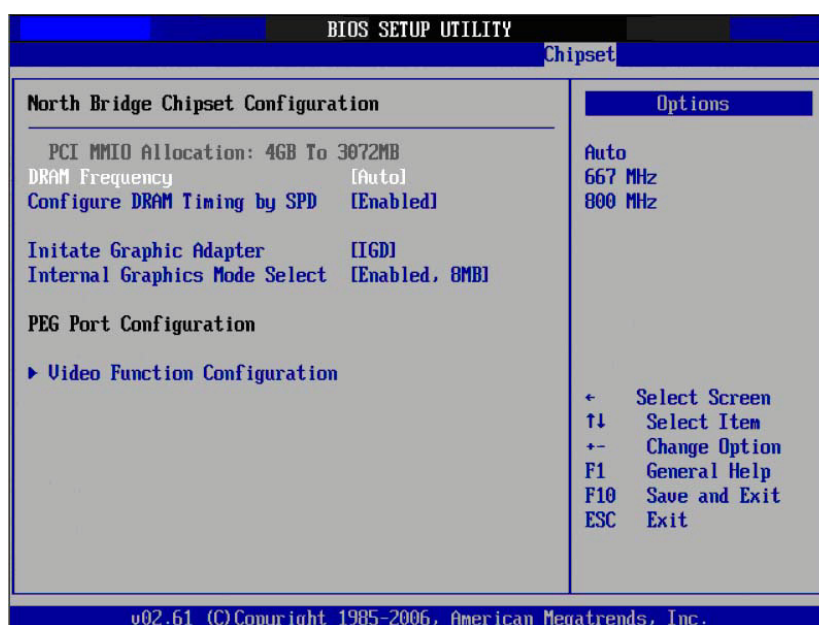 BIOS SETUP UTILITY
Chipset
North Bridge Chipset Configuration
PCI MMIO Allocation: 4GB To 3072MB
DRAM Frequency [Auto]
Configure DRAM Timing by SPD [Enabled]
Initate Graphic Adapter [IGD]
Internal Graphics Mode Select [Enabled, 8MB]
PEG Port Configuration
▶ Video Function Configuration
Options
Auto
667 MHz
800 MHz
← Select Screen
↑↓ Select Item
+- Change Option
F1 General Help
F10 Save and Exit
ESC Exit
v02.61 (C)Copyright 1985-2006, American Megatrends, Inc.